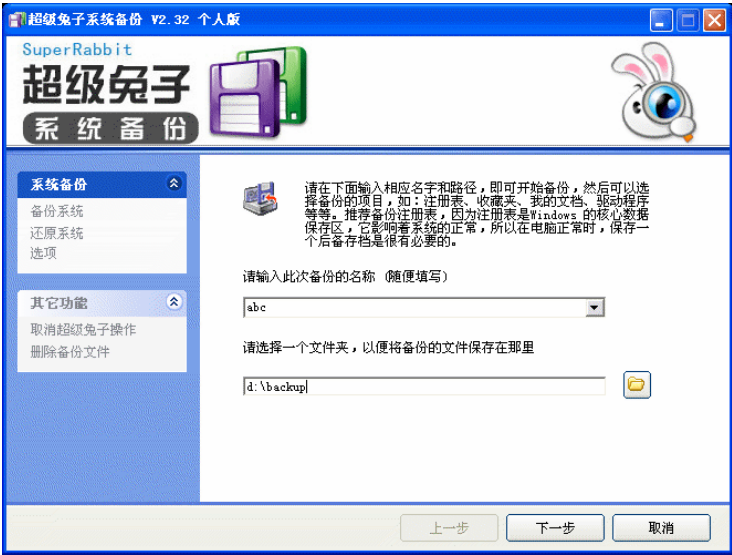 超级兔子系统备份 V2.32 个人版
SuperRabbit
超级兔子
系统备份
系统备份
备份系统
还原系统
选项
其它功能
取消超级兔子操作
删除备份文件
请在下面输入相应名字和路径，即可开始备份，然后可以选
择备份的项目，如：注册表、收藏夹、我的文档、驱动程序
等等。推荐备份注册表，因为注册表是Windows 的核心数据
保存区，它影响着系统的正常，所以在电脑正常时，保存一
个后备存档是很有必要的。
请输入此次备份的名称（随便填写）
abc
请选择一个文件夹，以便将备份的文件保存在那里
d:\backup
上一步
下一步
取消